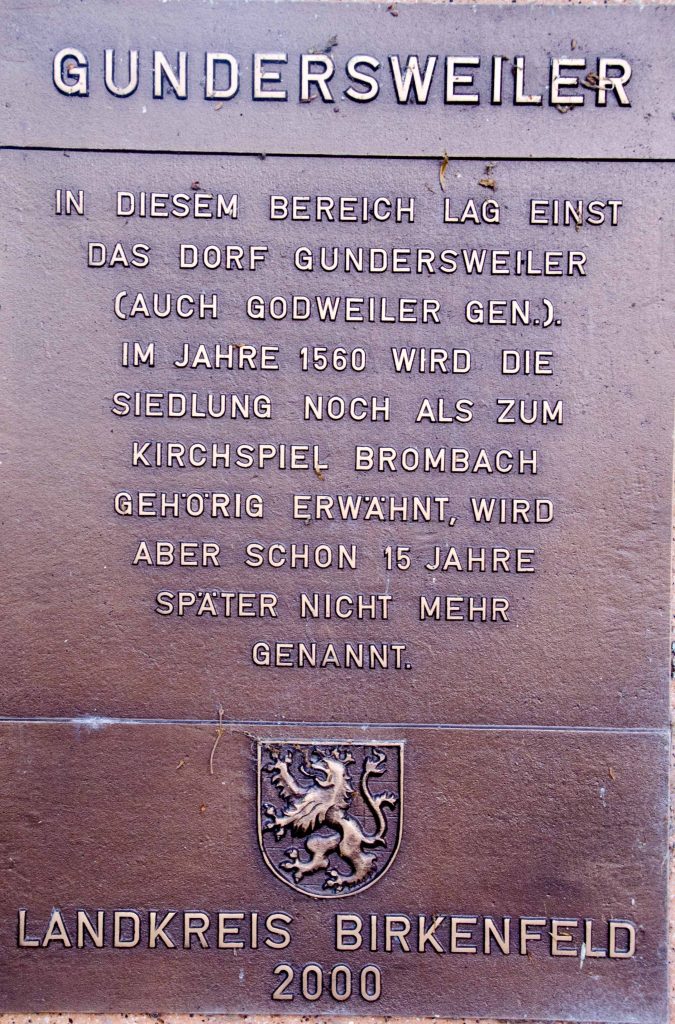 GUNDERSWEILER
IN DIESEM BEREICH LAG EINST
DAS DORF GUNDERSWEILER
(AUCH GODWEILER GEN.).
IM JAHRE 1560 WIRD DIE
SIEDLUNG NOCH ALS ZUM
KIRCHSPIEL BROMBACH
GEHÖRIG ERWÄHNT, WIRD
ABER SCHON 15 JAHRE
SPÄTER NICHT MEHR
GENANNT.
LANDKREIS BIRKENFELD
2000